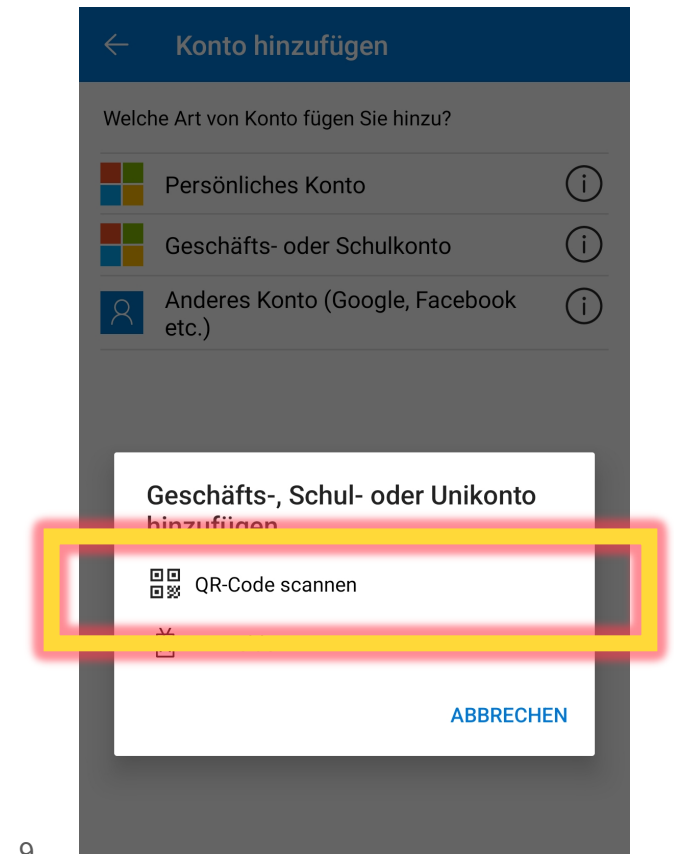 Konto hinzufügen
Welche Art von Konto fügen Sie hinzu?
Persönliches Konto
Geschäfts- oder Schulkonto
Anderes Konto (Google, Facebook
etc.)
Geschäfts-, Schul- oder Unikonto
hinzufügen
QR-Code scannen
ABBRECHEN
9